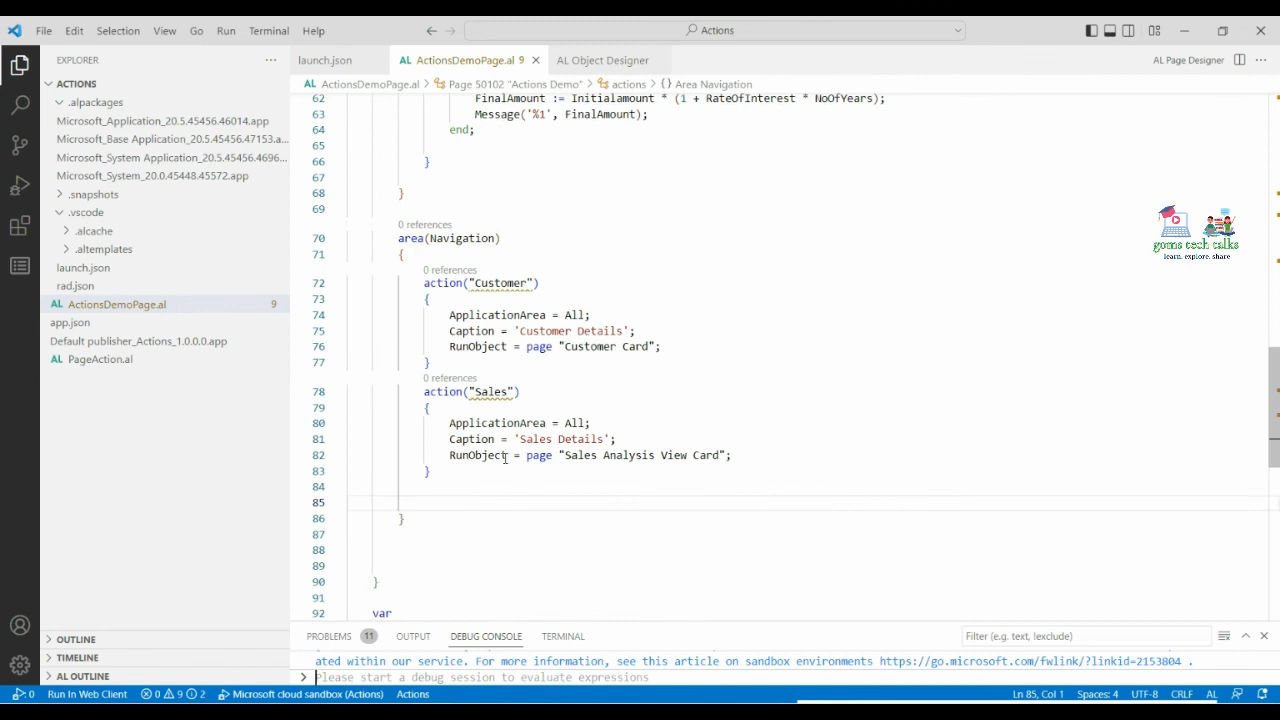 File Edit Selection View Go Run Terminal Help
Actions
EXPLORER
launch.json
AL ActionsDemoPage.al 9
AL Object Designer
AL Page Designer
ACTIONS
ActionsDemoPage.al > Page 50102 "Actions Demo" > actions > Area Navigation
.alpackages
Microsoft_Application_20.5.45456.46014.app
Microsoft_Base Application_20.5.45456.47153.a...
Microsoft_System Application_20.5.45456.4696...
Microsoft_System_20.0.45448.45572.app
.snapshots
.vscode
.alcache
.altemplates
launch.json
rad.json
AL ActionsDemoPage.al 9
app.json
Default publisher_Actions_1.0.0.0.app
AL PageAction.al
OUTLINE
TIMELINE
AL OUTLINE
62 FinalAmount := Initialamount * (1 + RateOfInterest * NoOfYears);
63 Message('%1', FinalAmount);
64 end;
65
66 }
67
68 }
69
0 references
70 area(Navigation)
71 {
0 references
72 action("Customer")
73 {
74 ApplicationArea = All;
75 Caption = 'Customer Details';
76 RunObject = page "Customer Card";
77 }
0 references
78 action("Sales")
79 {
80 ApplicationArea = All;
81 Caption = 'Sales Details';
82 RunObject = page "Sales Analysis View Card";
83 }
84
85
86 }
87
88
89
90 }
91
92 var
goms tech talks
learn. explore. share
PROBLEMS 11 OUTPUT DEBUG CONSOLE TERMINAL
Filter (e.g. text, !exclude)
ated within our service. For more information, see this article on sandbox environments https://go.microsoft.com/fwlink/?linkid=2153804 .
Please start a debug session to evaluate expressions
0 Run In Web Client 0 9 2 Microsoft cloud sandbox (Actions) Actions
Ln 85, Col 1 Spaces: 4 UTF-8 CRLF AL